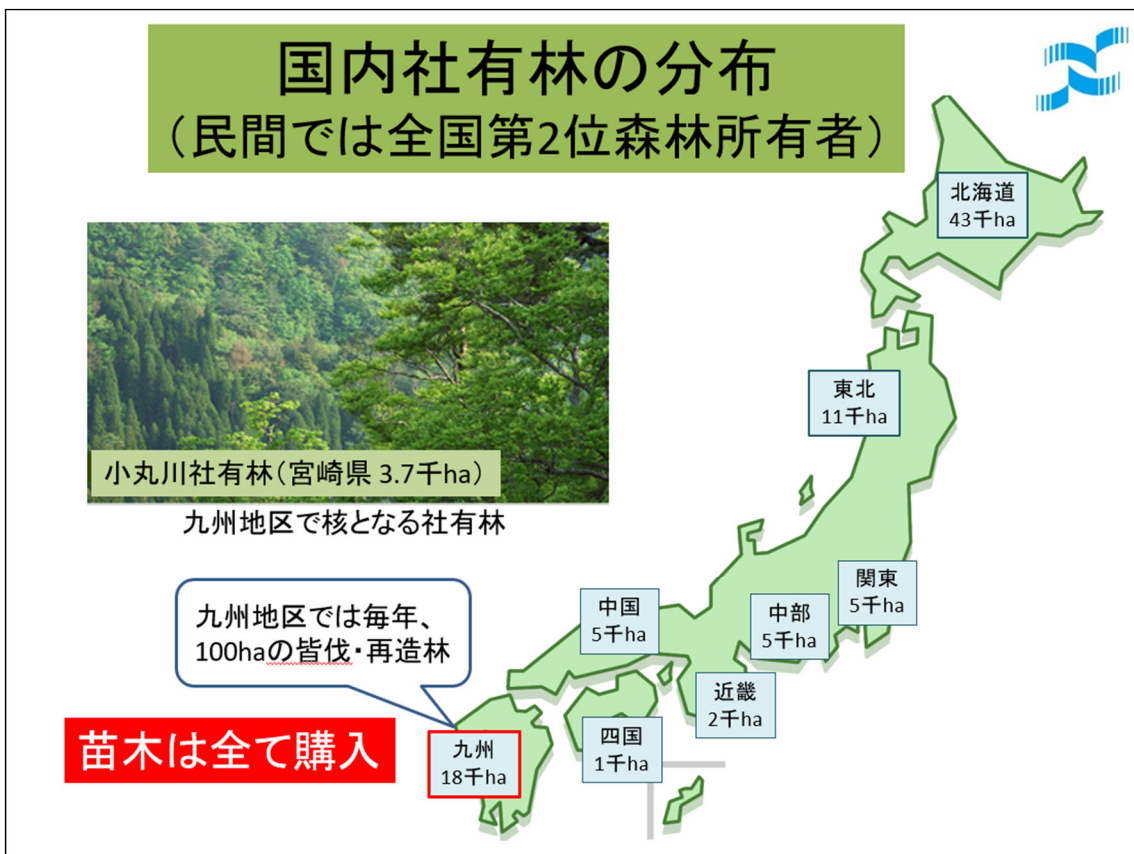 国内社有林の分布
（民間では全国第2位森林所有者）
小丸川社有林（宮崎県 3.7千ha）
九州地区で核となる社有林
九州地区では毎年、
100haの皆伐・再造林
苗木は全て購入
北海道
43千ha
東北
11千ha
関東
5千ha
中部
5千ha
中国
5千ha
近畿
2千ha
四国
1千ha
九州
18千ha